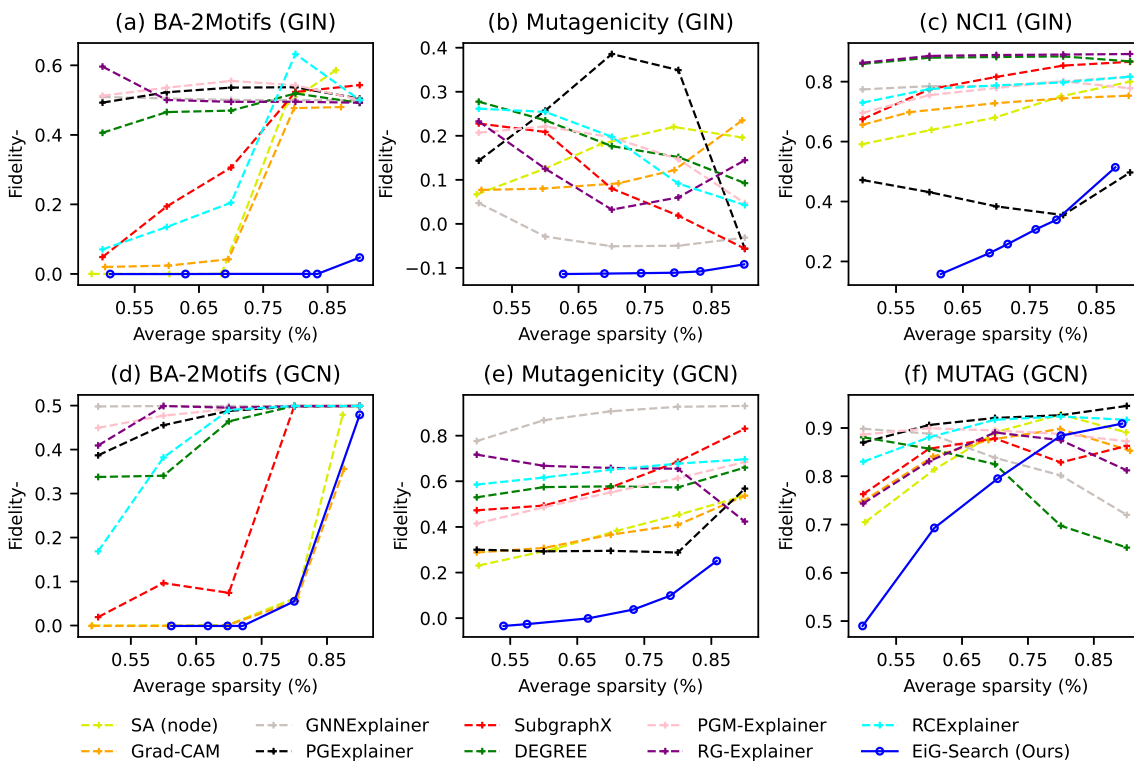 (a) BA-2Motifs (GIN)
(b) Mutagenicity (GIN)
(c) NCI1 (GIN)
Fidelity-
0.6
0.4
0.2
0.0
0.55 0.65 0.75 0.85
Average sparsity (%)
Fidelity-
0.4
0.3
0.2
0.1
0.0
−0.1
0.55 0.65 0.75 0.85
Average sparsity (%)
Fidelity-
0.8
0.6
0.4
0.2
0.55 0.65 0.75 0.85
Average sparsity (%)
(d) BA-2Motifs (GCN)
(e) Mutagenicity (GCN)
(f) MUTAG (GCN)
Fidelity-
0.5
0.4
0.3
0.2
0.1
0.0
0.55 0.65 0.75 0.85
Average sparsity (%)
Fidelity-
0.8
0.6
0.4
0.2
0.0
0.55 0.65 0.75 0.85
Average sparsity (%)
Fidelity-
0.9
0.8
0.7
0.6
0.5
0.55 0.65 0.75 0.85
Average sparsity (%)
SA (node) GNNExplainer SubgraphX PGM-Explainer RCExplainer
Grad-CAM PGExplainer DEGREE RG-Explainer EiG-Search (Ours)